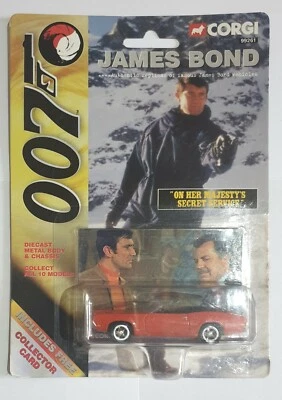 CORGI
99261
JAMES BOND
007
"ON HER MAJESTY'S
SECRET SERVICE"
DIECAST
METAL BODY
& CHASSIS
COLLECT
ALL 10 MODELS
INCLUDES FREE
COLLECTOR
CARD